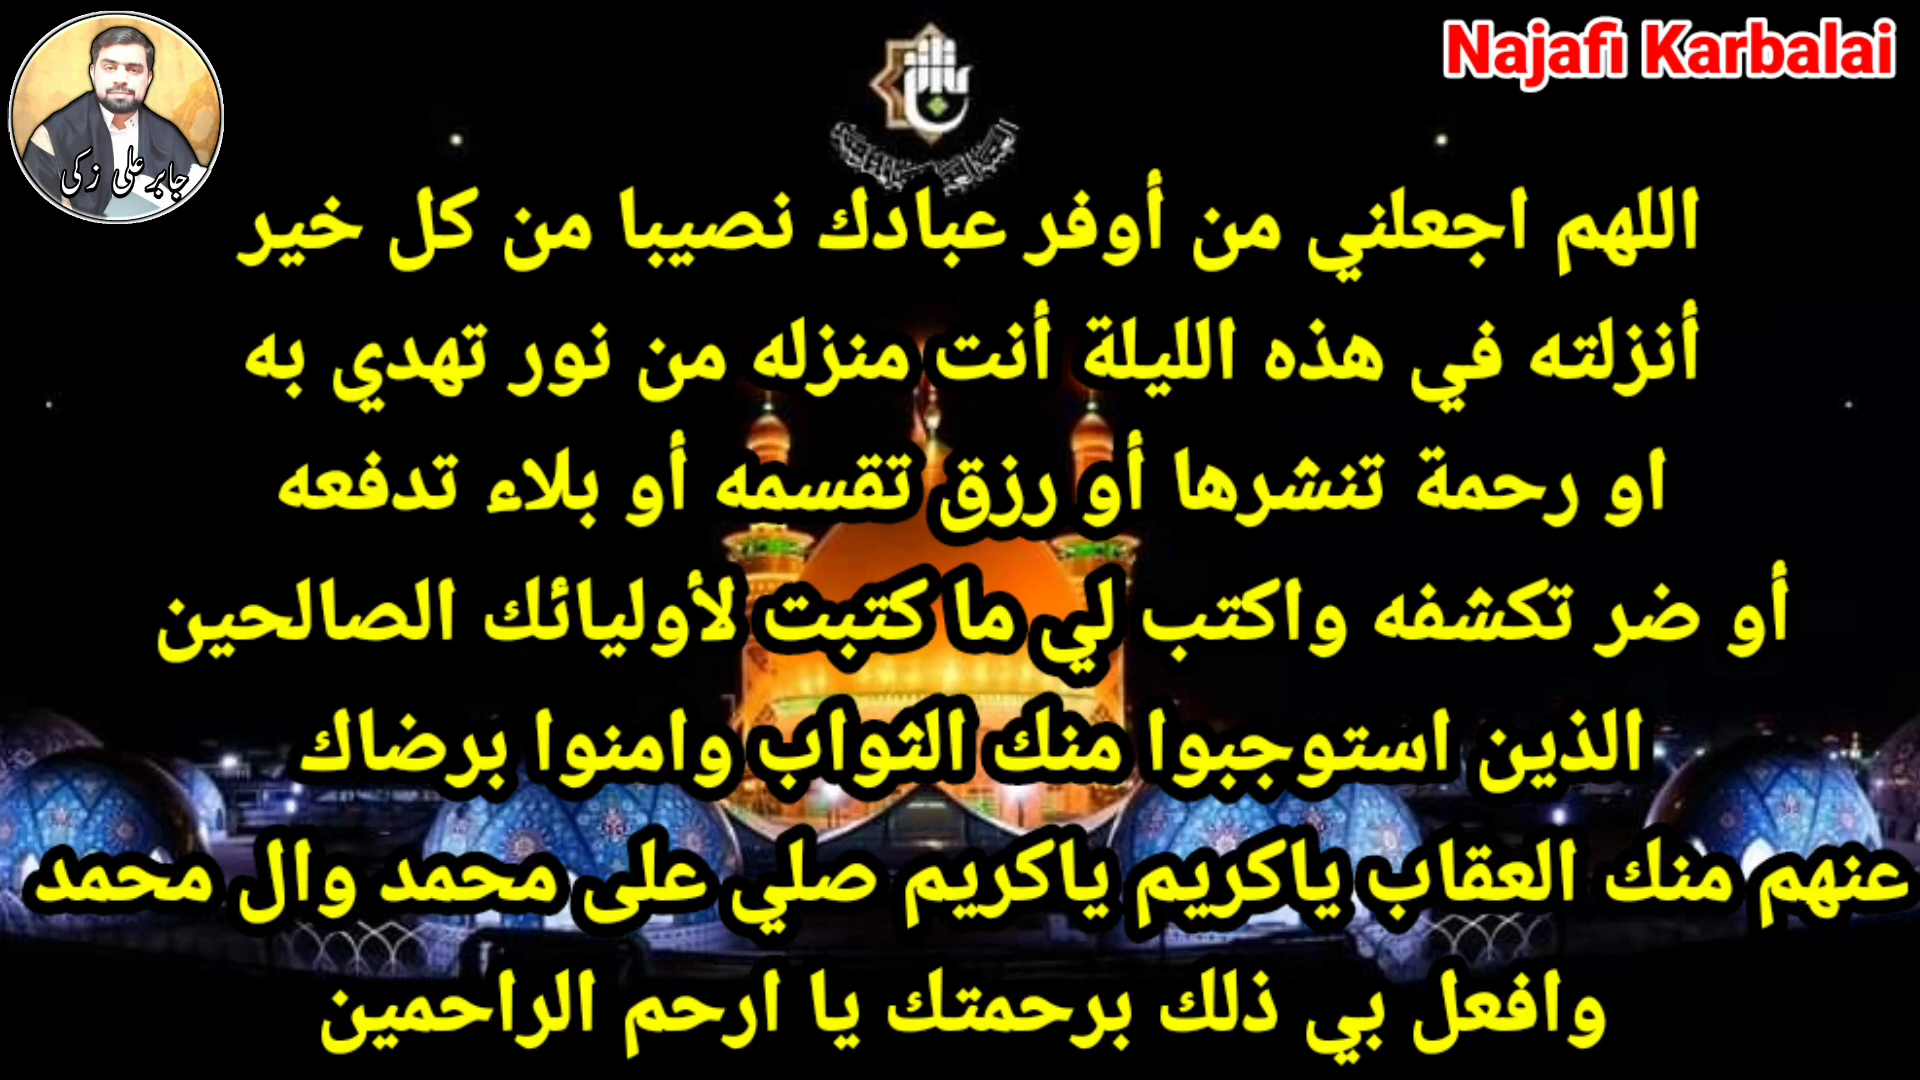 Najafi Karbalai
جابر علی زکی
اللهم اجعلني من أوفر عبادك نصيبا من كل خير
أنزلته في هذه الليلة أنت منزله من نور تهدي به
او رحمة تنشرها أو رزق تقسمه أو بلاء تدفعه
أو ضر تكشفه واكتب لي ما كتبت لأوليائك الصالحين
الذين استوجبوا منك الثواب وامنوا برضاك
عنهم منك العقاب ياكريم ياكريم صلي على محمد وال محمد
وافعل بي ذلك برحمتك يا ارحم الراحمين